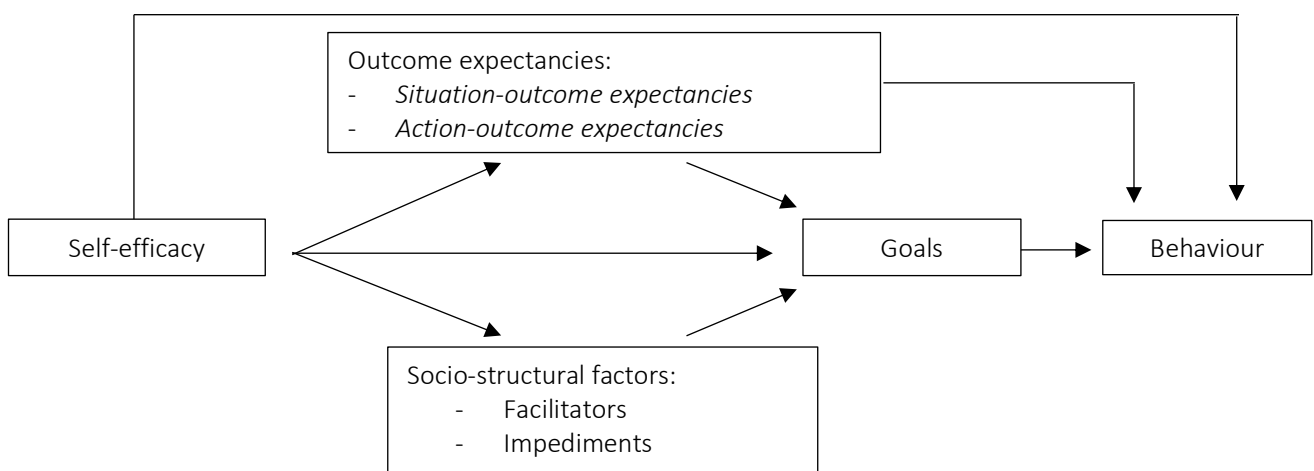 Outcome expectancies:
- Situation-outcome expectancies
- Action-outcome expectancies
Self-efficacy
Goals
Behaviour
Socio-structural factors:
- Facilitators
- Impediments